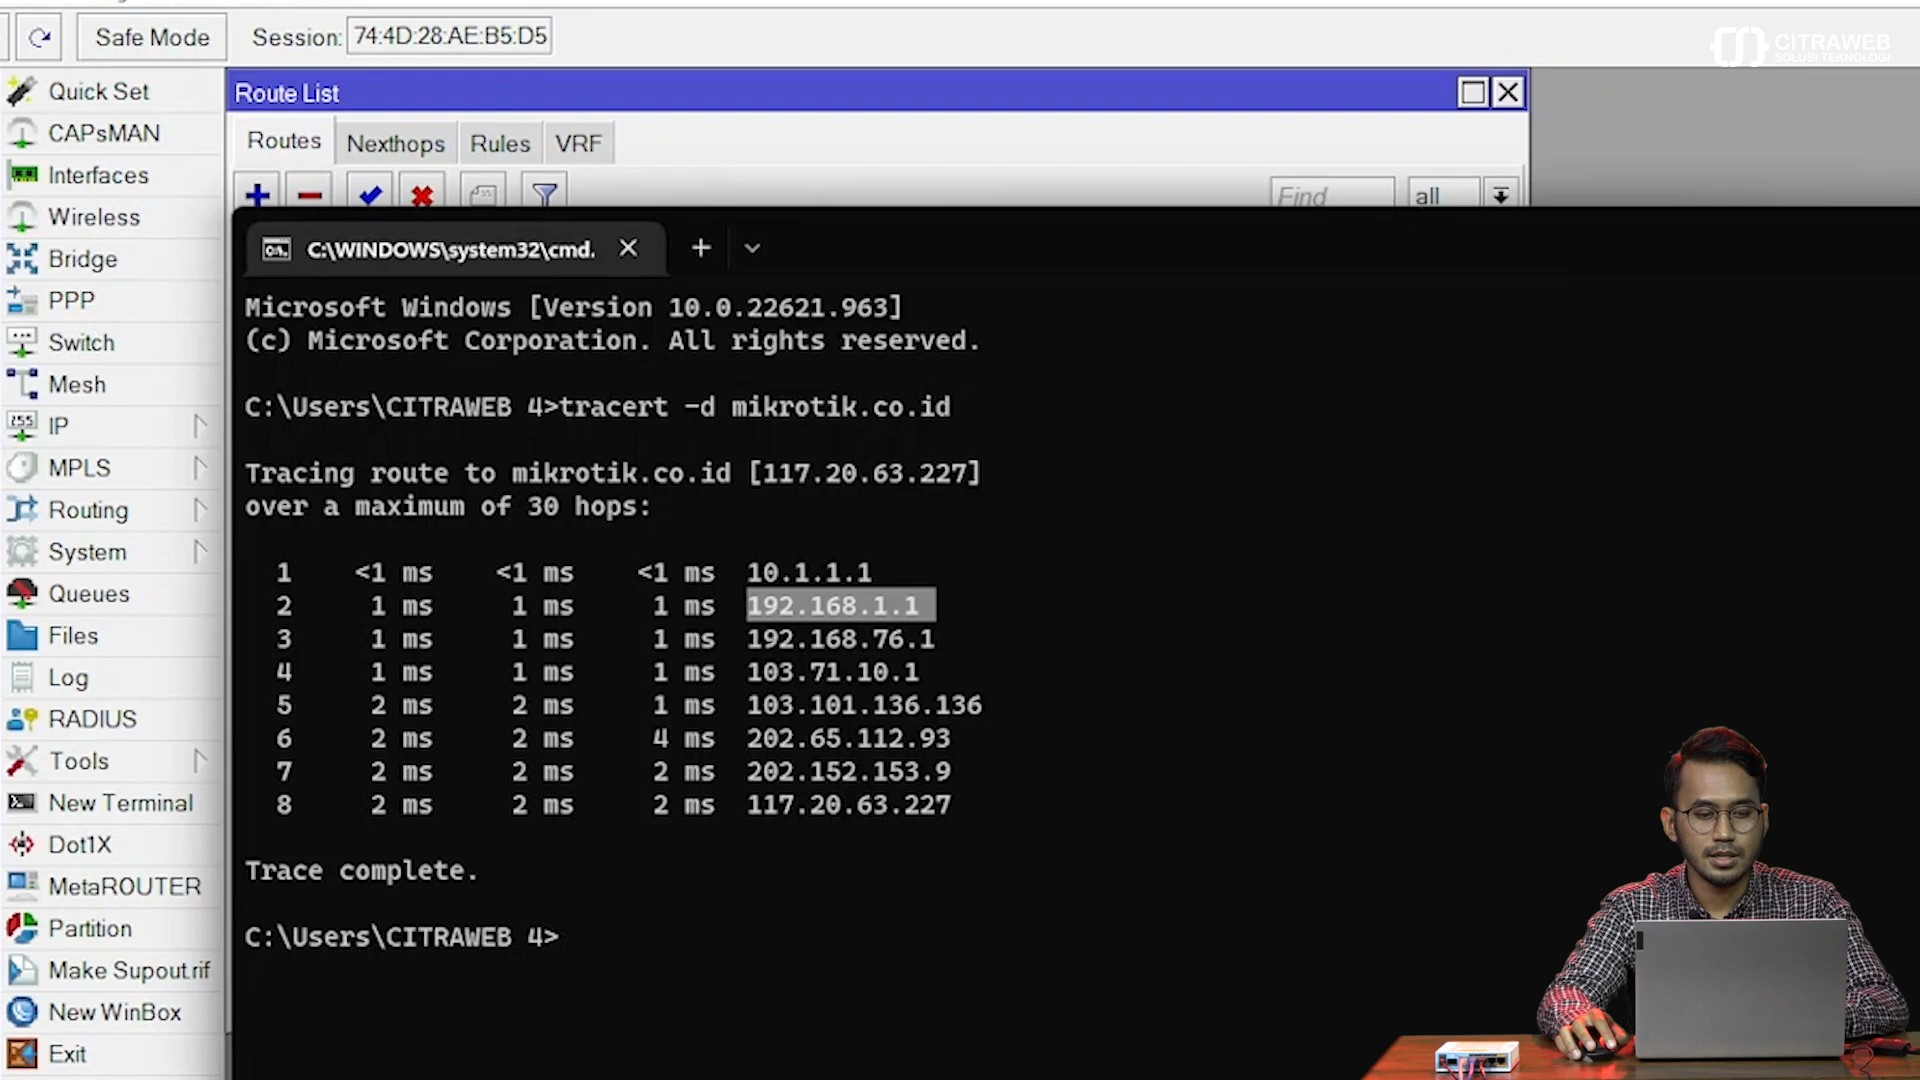 Safe Mode
Session: 74:4D:28:AE:B5:D5
CITRAWEB
SOLUSI TEKNOLOGI
Quick Set
CAPsMAN
Interfaces
Wireless
Bridge
PPP
Switch
Mesh
IP
MPLS
Routing
System
Queues
Files
Log
RADIUS
Tools
New Terminal
Dot1X
MetaROUTER
Partition
Make Supout.rif
New WinBox
Exit
Route List
Routes Nexthops Rules VRF
Find all
C:\WINDOWS\system32\cmd.
Microsoft Windows [Version 10.0.22621.963]
(c) Microsoft Corporation. All rights reserved.
C:\Users\CITRAWEB 4>tracert -d mikrotik.co.id
Tracing route to mikrotik.co.id [117.20.63.227]
over a maximum of 30 hops:
1 <1 ms <1 ms <1 ms 10.1.1.1
2 1 ms 1 ms 1 ms 192.168.1.1
3 1 ms 1 ms 1 ms 192.168.76.1
4 1 ms 1 ms 1 ms 103.71.10.1
5 2 ms 2 ms 1 ms 103.101.136.136
6 2 ms 2 ms 4 ms 202.65.112.93
7 2 ms 2 ms 2 ms 202.152.153.9
8 2 ms 2 ms 2 ms 117.20.63.227
Trace complete.
C:\Users\CITRAWEB 4>